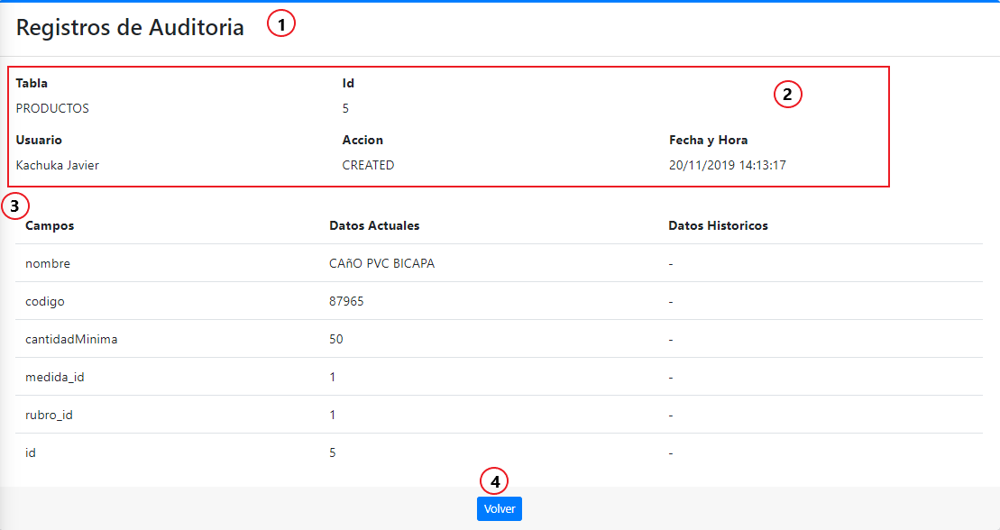 Registros de Auditoria 1
Tabla Id 2
PRODUCTOS 5
Usuario Accion Fecha y Hora
Kachuka Javier CREATED 20/11/2019 14:13:17
3
Campos Datos Actuales Datos Historicos
nombre CAñO PVC BICAPA -
codigo 87965 -
cantidadMinima 50 -
medida_id 1 -
rubro_id 1 -
id 5 -
4
Volver